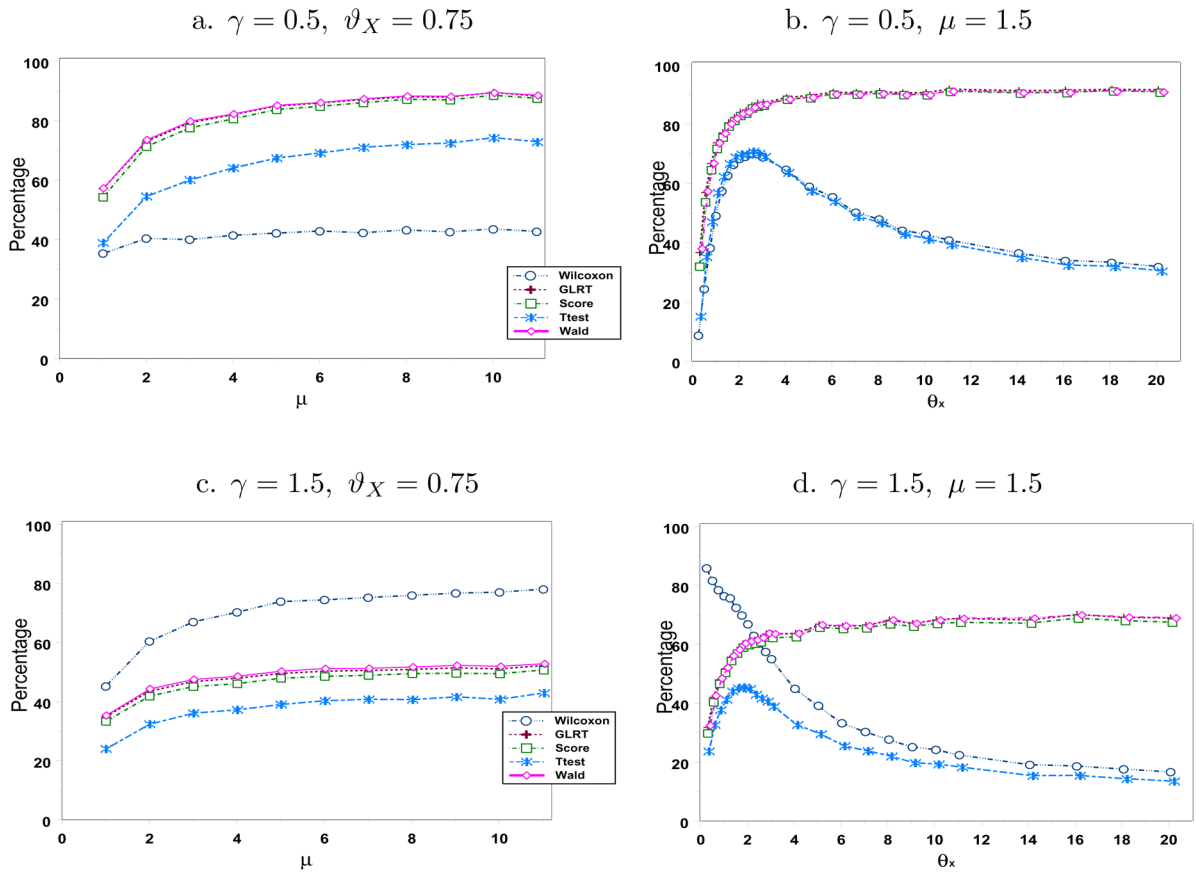 a. γ = 0.5, ϑ_X = 0.75
100
80
60
40
20
0
Percentage
0 2 4 6 8 10
μ
Wilcoxon
GLRT
Score
Ttest
Wald
b. γ = 0.5, μ = 1.5
100
80
60
40
20
0
Percentage
0 2 4 6 8 10 12 14 16 18 20
θx
c. γ = 1.5, ϑ_X = 0.75
100
80
60
40
20
0
Percentage
0 2 4 6 8 10
μ
Wilcoxon
GLRT
Score
Ttest
Wald
d. γ = 1.5, μ = 1.5
100
80
60
40
20
0
Percentage
0 2 4 6 8 10 12 14 16 18 20
θx